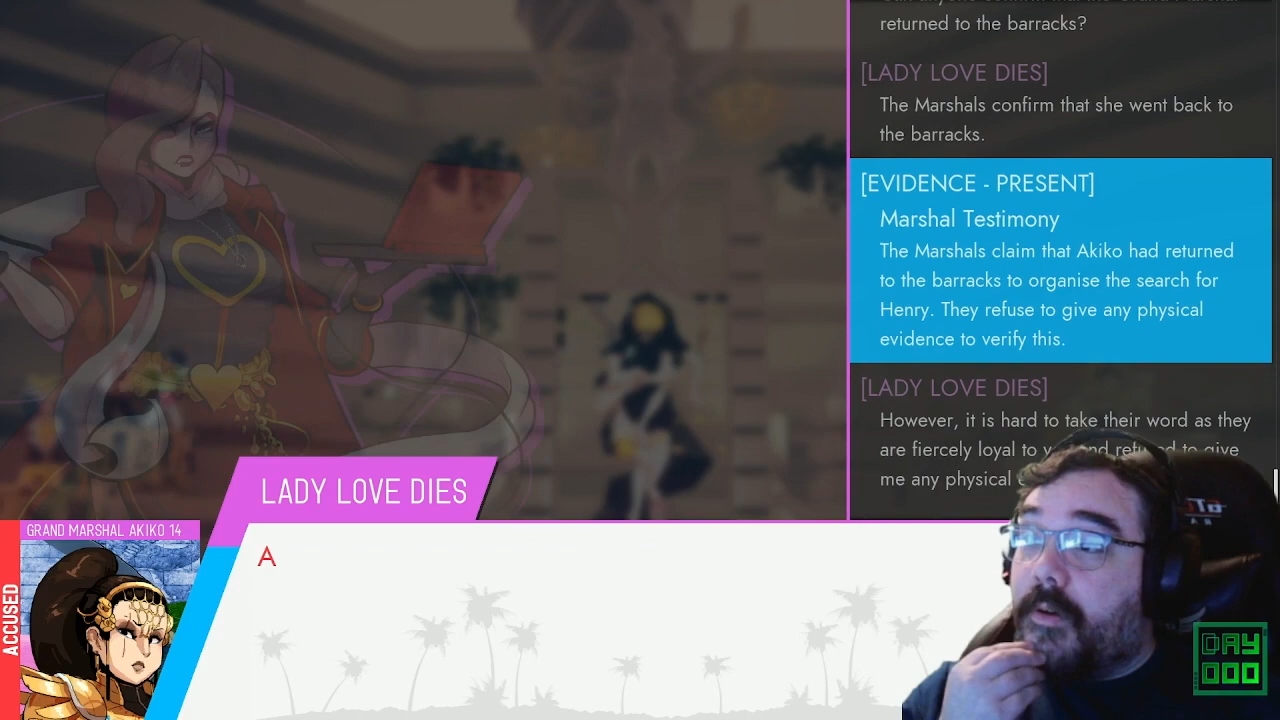 returned to the barracks?
[LADY LOVE DIES]
The Marshals confirm that she went back to
the barracks.
[EVIDENCE - PRESENT]
Marshal Testimony
The Marshals claim that Akiko had returned
to the barracks to organise the search for
Henry. They refuse to give any physical
evidence to verify this.
[LADY LOVE DIES]
However, it is hard to take their word as they
are fiercely loyal to and to give
me any physical
LADY LOVE DIES
A
GRAND MARSHAL AKIKO 14
ACCUSED
DAY
000